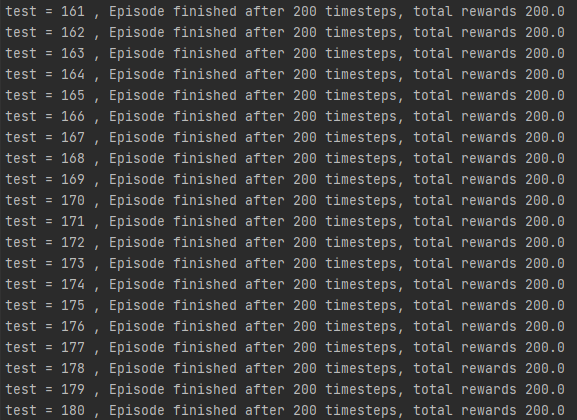 test = 161 , Episode finished after 200 timesteps, total rewards 200.0
test = 162 , Episode finished after 200 timesteps, total rewards 200.0
test = 163 , Episode finished after 200 timesteps, total rewards 200.0
test = 164 , Episode finished after 200 timesteps, total rewards 200.0
test = 165 , Episode finished after 200 timesteps, total rewards 200.0
test = 166 , Episode finished after 200 timesteps, total rewards 200.0
test = 167 , Episode finished after 200 timesteps, total rewards 200.0
test = 168 , Episode finished after 200 timesteps, total rewards 200.0
test = 169 , Episode finished after 200 timesteps, total rewards 200.0
test = 170 , Episode finished after 200 timesteps, total rewards 200.0
test = 171 , Episode finished after 200 timesteps, total rewards 200.0
test = 172 , Episode finished after 200 timesteps, total rewards 200.0
test = 173 , Episode finished after 200 timesteps, total rewards 200.0
test = 174 , Episode finished after 200 timesteps, total rewards 200.0
test = 175 , Episode finished after 200 timesteps, total rewards 200.0
test = 176 , Episode finished after 200 timesteps, total rewards 200.0
test = 177 , Episode finished after 200 timesteps, total rewards 200.0
test = 178 , Episode finished after 200 timesteps, total rewards 200.0
test = 179 , Episode finished after 200 timesteps, total rewards 200.0
test = 180 , Episode finished after 200 timesteps, total rewards 200.0